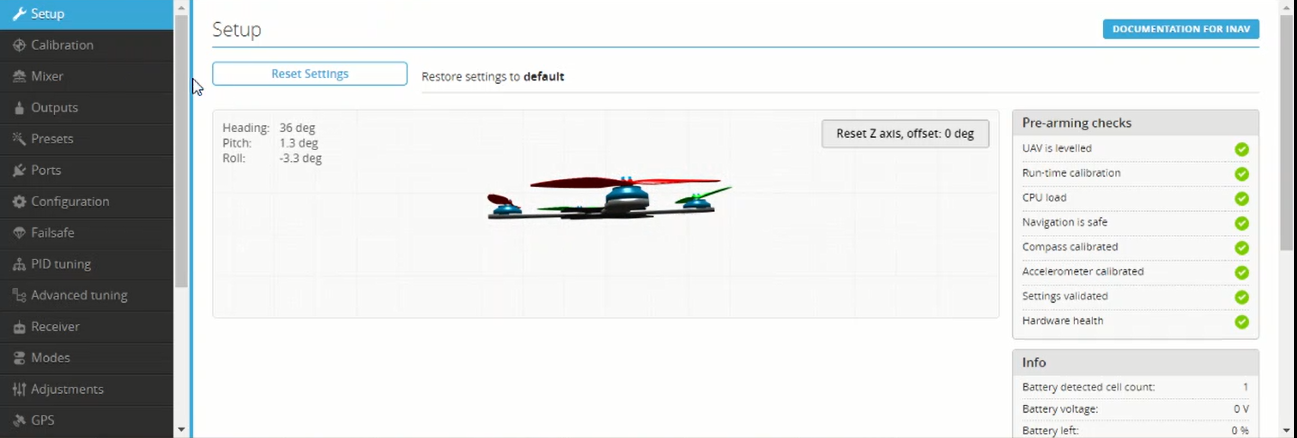 Setup
Calibration
Mixer
Outputs
Presets
Ports
Configuration
Failsafe
PID tuning
Advanced tuning
Receiver
Modes
Adjustments
GPS
Setup
DOCUMENTATION FOR INAV
Reset Settings
Restore settings to default
Heading: 36 deg
Pitch: 1.3 deg
Roll: -3.3 deg
Reset Z axis, offset: 0 deg
Pre-arming checks
UAV is levelled
Run-time calibration
CPU load
Navigation is safe
Compass calibrated
Accelerometer calibrated
Settings validated
Hardware health
Info
Battery detected cell count: 1
Battery voltage: 0 V
Battery left: 0 %